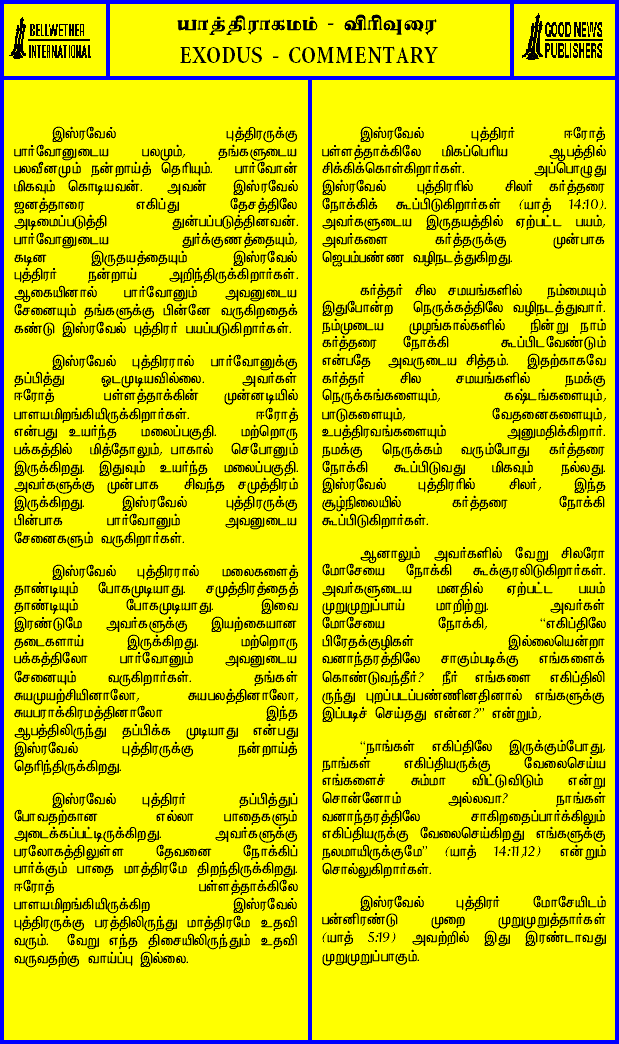 BELLWETHER
INTERNATIONAL
யாத்திராகமம் - விரிவுரை
EXODUS - COMMENTARY
GOOD NEWS
PUBLISHERS
இஸ்ரவேல் புத்திரருக்கு
பார்வோனுடைய பலமும், தங்களுடைய
பலவீனமும் நன்றாய்த் தெரியும். பார்வோன்
மிகவும் கொடியவன். அவன் இஸ்ரவேல்
ஜனத்தாரை எகிப்து தேசத்திலே
அடிமைப்படுத்தி துன்பப்படுத்தினவன்.
பார்வோனுடைய துர்க்குணத்தையும்,
கடின இருதயத்தையும் இஸ்ரவேல்
புத்திரர் நன்றாய் அறிந்திருக்கிறார்கள்.
ஆகையினால் பார்வோனும் அவனுடைய
சேனையும் தங்களுக்கு பின்னே வருகிறதைக்
கண்டு இஸ்ரவேல் புத்திரர் பயப்படுகிறார்கள்.
இஸ்ரவேல் புத்திரரால் பார்வோனுக்கு
தப்பித்து ஓடமுடியவில்லை. அவர்கள்
ஈரோத் பள்ளத்தாக்கின் முன்னடியில்
பாளயமிறங்கியிருக்கிறார்கள். ஈரோத்
என்பது உயர்ந்த மலைப்பகுதி. மற்றொரு
பக்கத்தில் மித்தோலும், பாகால் செபோனும்
இருக்கிறது. இதுவும் உயர்ந்த மலைப்பகுதி.
அவர்களுக்கு முன்பாக சிவந்த சமுத்திரம்
இருக்கிறது. இஸ்ரவேல் புத்திரருக்கு
பின்பாக பார்வோனும் அவனுடைய
சேனைகளும் வருகிறார்கள்.
இஸ்ரவேல் புத்திரரால் மலைகளைத்
தாண்டியும் போகமுடியாது. சமுத்திரத்தைத்
தாண்டியும் போகமுடியாது. இவை
இரண்டுமே அவர்களுக்கு இயற்கையான
தடைகளாய் இருக்கிறது. மற்றொரு
பக்கத்திலோ பார்வோனும் அவனுடைய
சேனையும் வருகிறார்கள். தங்கள்
சுயமுயற்சியினாலோ, சுயபலத்தினாலோ,
சுயபராக்கிரமத்தினாலோ இந்த
ஆபத்திலிருந்து தப்பிக்க முடியாது என்பது
இஸ்ரவேல் புத்திரருக்கு நன்றாய்த்
தெரிந்திருக்கிறது.
இஸ்ரவேல் புத்திரர் தப்பித்துப்
போவதற்கான எல்லா பாதைகளும்
அடைக்கப்பட்டிருக்கிறது. அவர்களுக்கு
பரலோகத்திலுள்ள தேவனை நோக்கிப்
பார்க்கும் பாதை மாத்திரமே திறந்திருக்கிறது.
ஈரோத் பள்ளத்தாக்கிலே
பாளயமிறங்கியிருக்கிற இஸ்ரவேல்
புத்திரருக்கு பரத்திலிருந்து மாத்திரமே உதவி
வரும். வேறு எந்த திசையிலிருந்தும் உதவி
வருவதற்கு வாய்ப்பு இல்லை.
இஸ்ரவேல் புத்திரர் ஈரோத்
பள்ளத்தாக்கிலே மிகப்பெரிய ஆபத்தில்
சிக்கிக்கொள்கிறார்கள். அப்பொழுது
இஸ்ரவேல் புத்திரரில் சிலர் கர்த்தரை
நோக்கிக் கூப்பிடுகிறார்கள் (யாத் 14:10).
அவர்களுடைய இருதயத்தில் ஏற்பட்ட பயம்,
அவர்களை கர்த்தருக்கு முன்பாக
ஜெபம்பண்ண வழிநடத்துகிறது.
கர்த்தர் சில சமயங்களில் நம்மையும்
இதுபோன்ற நெருக்கத்திலே வழிநடத்துவார்.
நம்முடைய முழங்கால்களில் நின்று நாம்
கர்த்தரை நோக்கி கூப்பிடவேண்டும்
என்பதே அவருடைய சித்தம். இதற்காகவே
கர்த்தர் சில சமயங்களில் நமக்கு
நெருக்கங்களையும், கஷ்டங்களையும்,
பாடுகளையும், வேதனைகளையும்,
உபத்திரவங்களையும் அனுமதிக்கிறார்.
நமக்கு நெருக்கம் வரும்போது கர்த்தரை
நோக்கி கூப்பிடுவது மிகவும் நல்லது.
இஸ்ரவேல் புத்திரரில் சிலர், இந்த
சூழ்நிலையில் கர்த்தரை நோக்கி
கூப்பிடுகிறார்கள்.
ஆனாலும் அவர்களில் வேறு சிலரோ
மோசேயை நோக்கி கூக்குரலிடுகிறார்கள்.
அவர்களுடைய மனதில் ஏற்பட்ட பயம்
முறுமுறுப்பாய் மாறிற்று. அவர்கள்
மோசேயை நோக்கி, "எகிப்திலே
பிரேதக்குழிகள் இல்லையென்றா
வனாந்தரத்திலே சாகும்படிக்கு எங்களைக்
கொண்டுவந்தீர்? நீர் எங்களை எகிப்திலி
ருந்து புறப்படப்பண்ணினதினால் எங்களுக்கு
இப்படிச் செய்தது என்ன?" என்றும்,
"நாங்கள் எகிப்திலே இருக்கும்போது,
நாங்கள் எகிப்தியருக்கு வேலைசெய்ய
எங்களைச் சும்மா விட்டுவிடும் என்று
சொன்னோம் அல்லவா? நாங்கள்
வனாந்தரத்திலே சாகிறதைப்பார்க்கிலும்
எகிப்தியருக்கு வேலைசெய்கிறது எங்களுக்கு
நலமாயிருக்குமே" (யாத் 14:11,12) என்றும்
சொல்லுகிறார்கள்.
இஸ்ரவேல் புத்திரர் மோசேயிடம்
பன்னிரண்டு முறை முறுமுறுத்தார்கள்
(யாத் 5:19) அவற்றில் இது இரண்டாவது
முறுமுறுப்பாகும்.